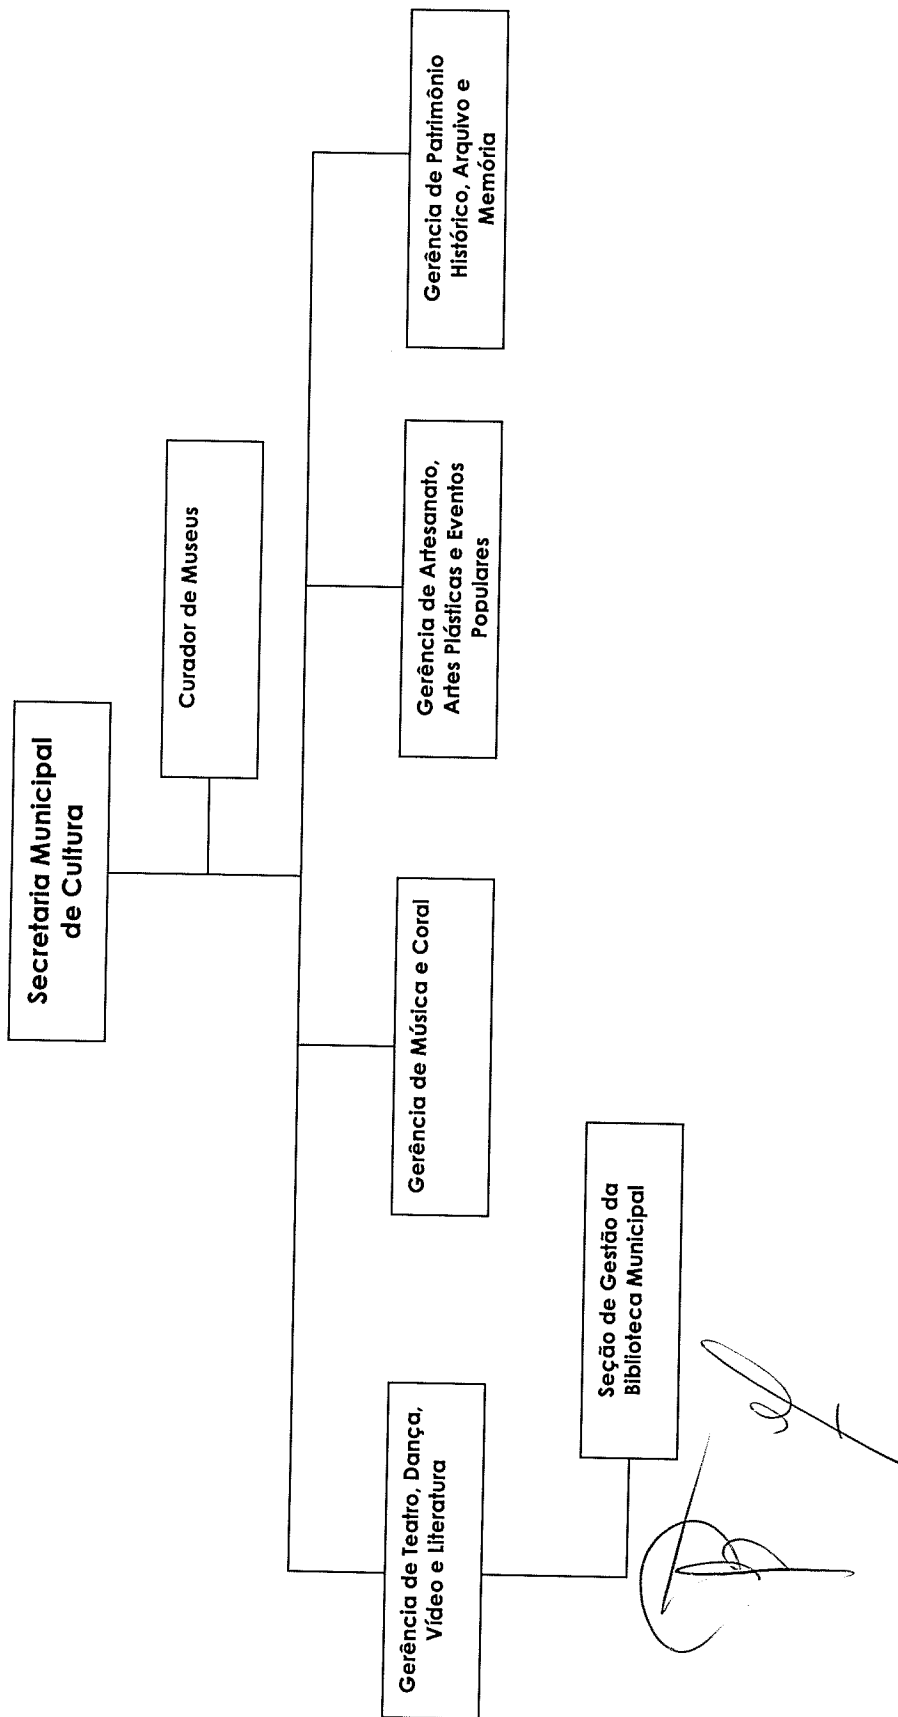 Secretaria Municipal
de Cultura
Curador de Museus
Gerência de Teatro, Dança,
Vídeo e Literatura
Gerência de Música e Coral
Gerência de Artesanato,
Artes Plásticas e Eventos
Populares
Gerência de Patrimônio
Histórico, Arquivo e
Memória
Seção de Gestão da
Biblioteca Municipal